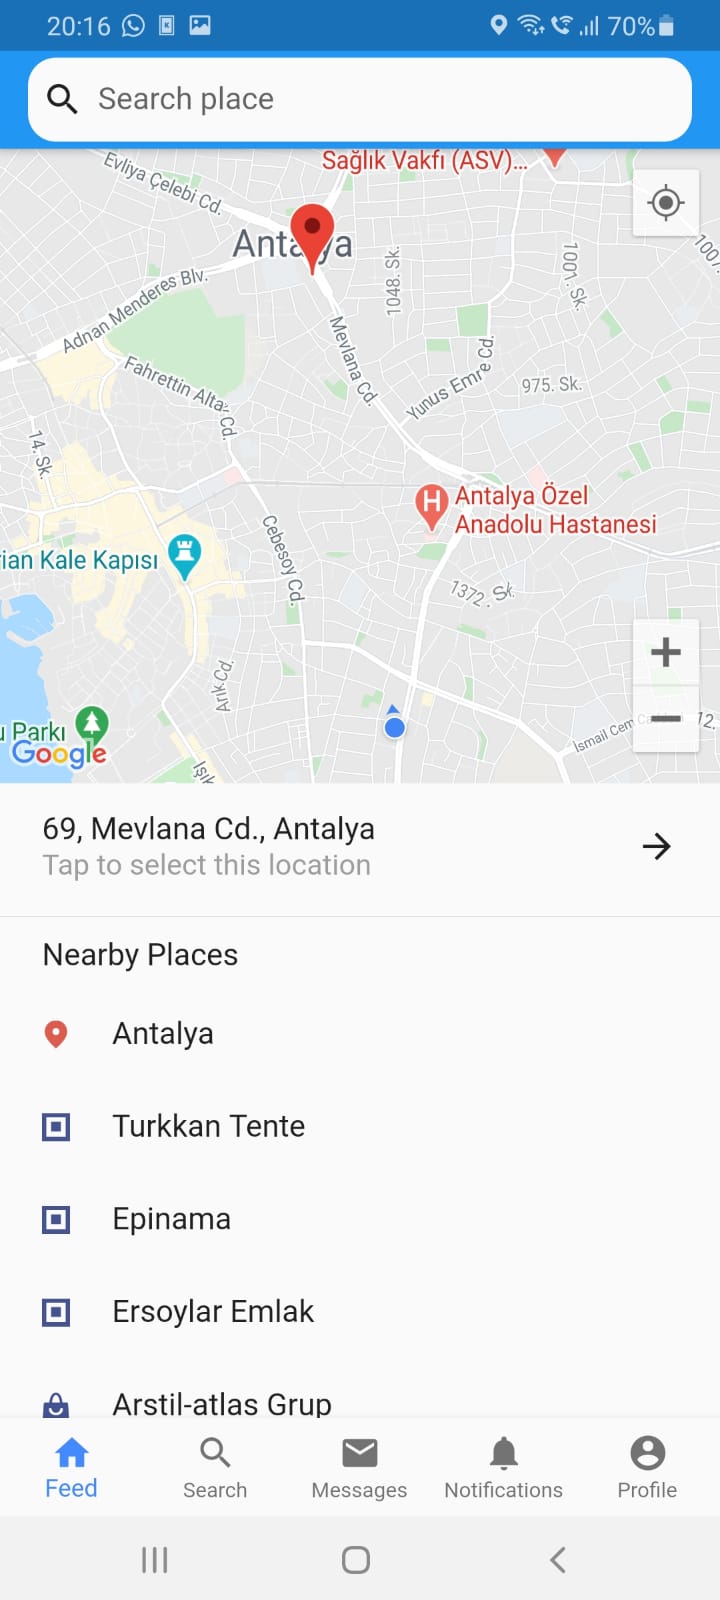 20:16
70%
Search place
Sağlık Vakfı (ASV)...
Evliya Çelebi Cd.
Antalya
1048. Sk.
1001. Sk.
1007.
Adnan Menderes Blv.
Mevlana Cd.
Yunus Emre Cd.
975. Sk.
Fahrettin Altay Cd.
14. Sk.
Antalya Özel
Anadolu Hastanesi
ian Kale Kapısı
Cebesoy Cd.
1372. Sk.
Arık Cd.
Parkı
Google
Işık
İsmail Cem
12.
69, Mevlana Cd., Antalya
Tap to select this location
Nearby Places
Antalya
Turkkan Tente
Epinama
Ersoylar Emlak
Arstil-atlas Grup
Feed
Search
Messages
Notifications
Profile